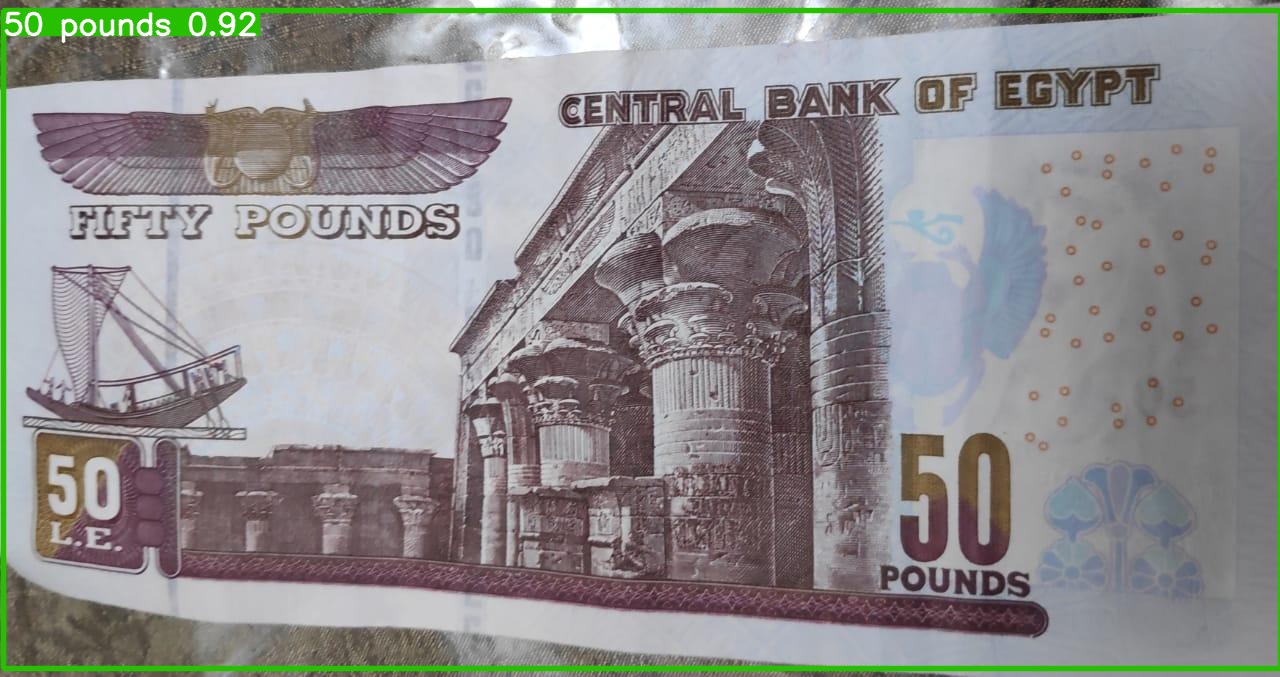 50 pounds 0.92
CENTRAL BANK OF EGYPT
FIFTY POUNDS
50
L.E.
50
POUNDS